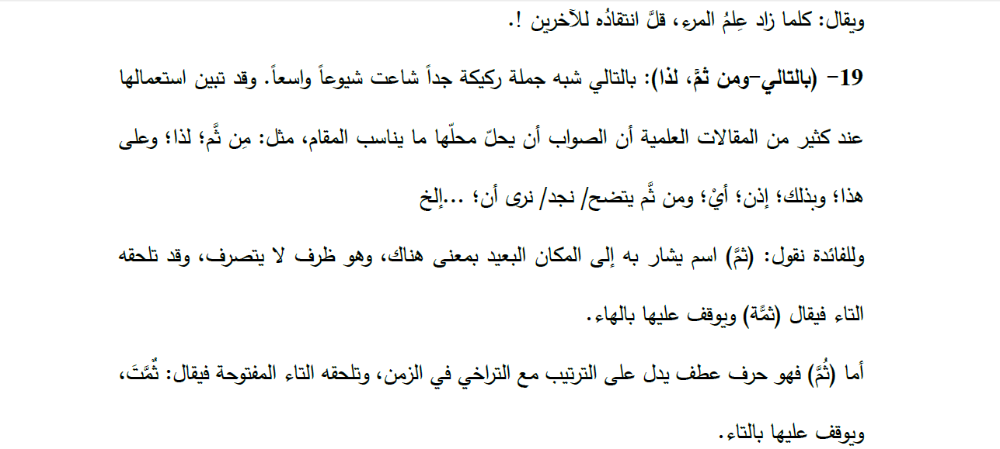 ويقال: كلما زاد عِلمُ المرء، قلَّ انتقادُه للآخرين !.
19- (بالتالي-ومن ثمَّ، لذا): بالتالي شبه جملة ركيكة جداً شاعت شيوعاً واسعاً. وقد تبين استعمالها
عند كثير من المقالات العلمية أن الصواب أن يحلّ محلّها ما يناسب المقام، مثل: مِن ثَّم؛ لذا؛ وعلى
هذا؛ وبذلك؛ إذن؛ أيْ؛ ومن ثَّم يتضح/ نجد/ نرى أن؛ ...إلخ
وللفائدة نقول: (ثمَّ) اسم يشار به إلى المكان البعيد بمعنى هناك، وهو ظرف لا يتصرف، وقد تلحقه
التاء فيقال (ثمَّة) ويوقف عليها بالهاء.
أما (ثُمَّ) فهو حرف عطف يدل على الترتيب مع التراخي في الزمن، وتلحقه التاء المفتوحة فيقال: ثٌمَّتَ،
ويوقف عليها بالتاء.